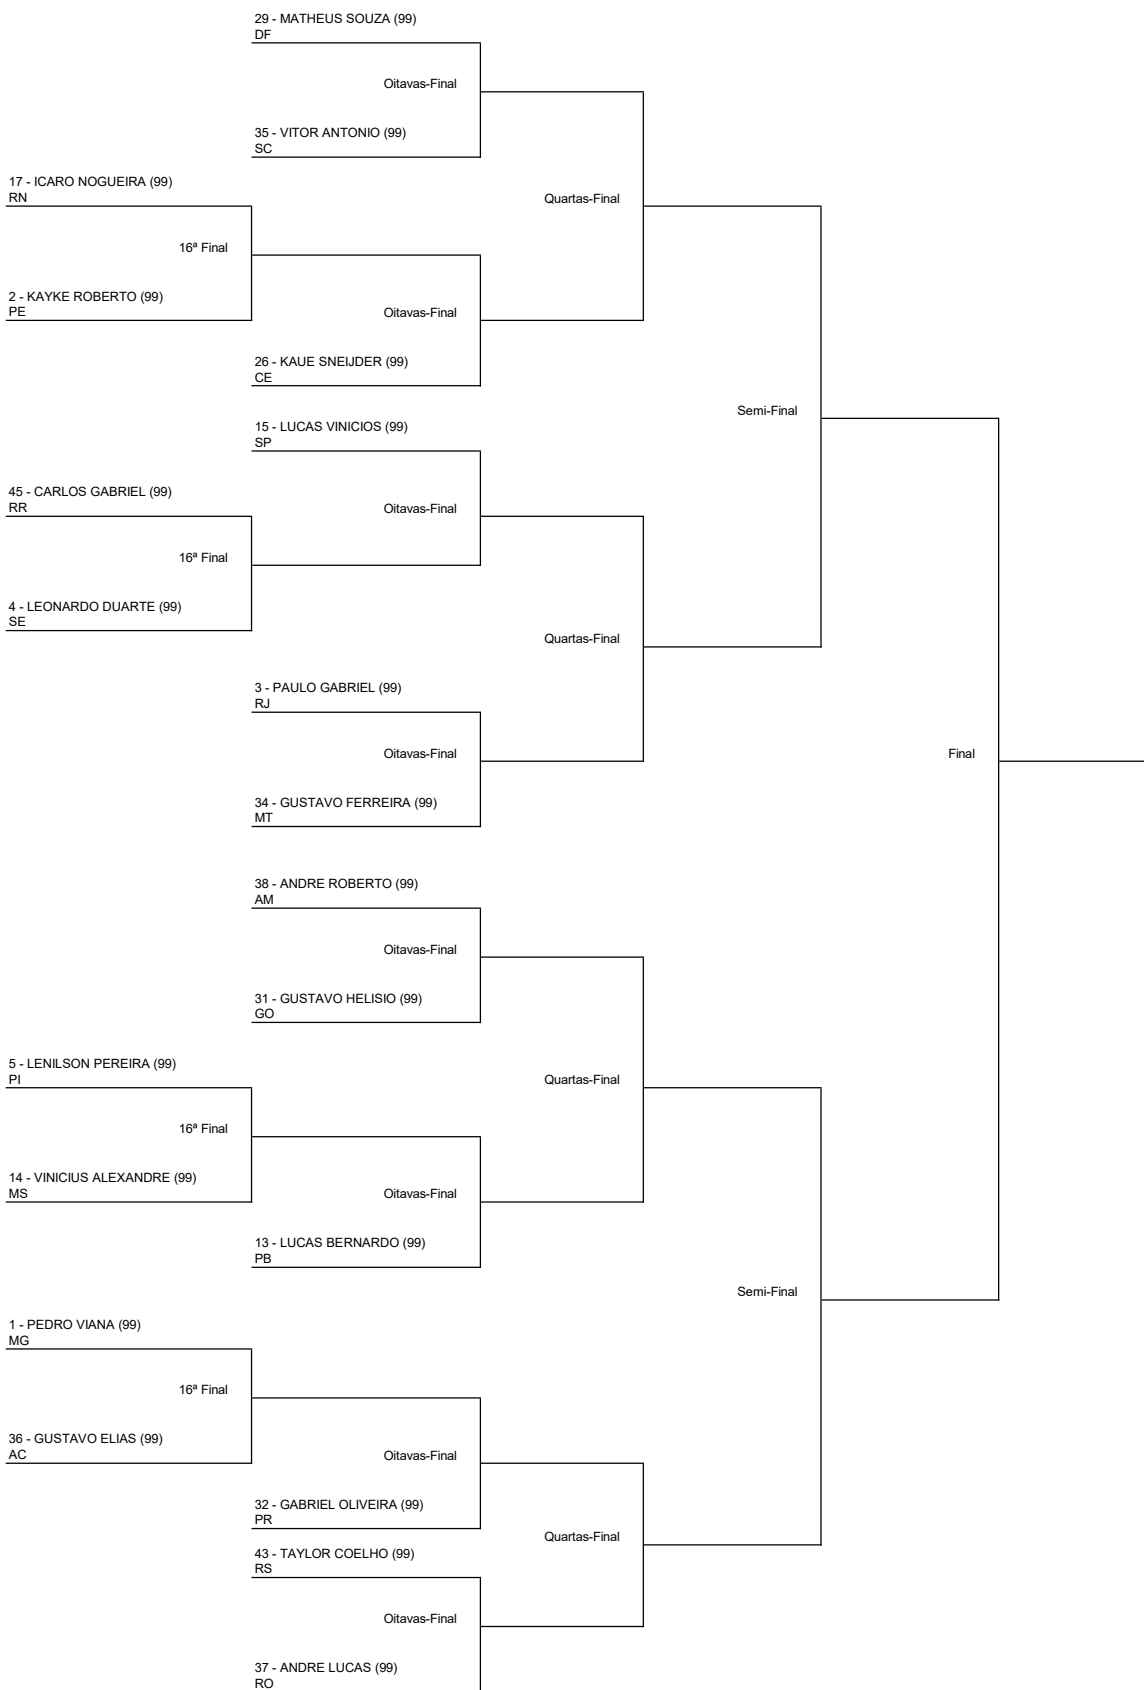 29 - MATHEUS SOUZA (99)
DF
Oitavas-Final
35 - VITOR ANTONIO (99)
SC
17 - ICARO NOGUEIRA (99)
RN
Quartas-Final
16ª Final
2 - KAYKE ROBERTO (99)
PE
Oitavas-Final
26 - KAUE SNEIJDER (99)
CE
Semi-Final
15 - LUCAS VINICIOS (99)
SP
45 - CARLOS GABRIEL (99)
RR
Oitavas-Final
16ª Final
4 - LEONARDO DUARTE (99)
SE
Quartas-Final
3 - PAULO GABRIEL (99)
RJ
Oitavas-Final
Final
34 - GUSTAVO FERREIRA (99)
MT
38 - ANDRE ROBERTO (99)
AM
Oitavas-Final
31 - GUSTAVO HELISIO (99)
GO
5 - LENILSON PEREIRA (99)
PI
Quartas-Final
16ª Final
14 - VINICIUS ALEXANDRE (99)
MS
Oitavas-Final
13 - LUCAS BERNARDO (99)
PB
Semi-Final
1 - PEDRO VIANA (99)
MG
16ª Final
36 - GUSTAVO ELIAS (99)
AC
Oitavas-Final
32 - GABRIEL OLIVEIRA (99)
PR
Quartas-Final
43 - TAYLOR COELHO (99)
RS
Oitavas-Final
37 - ANDRE LUCAS (99)
RO